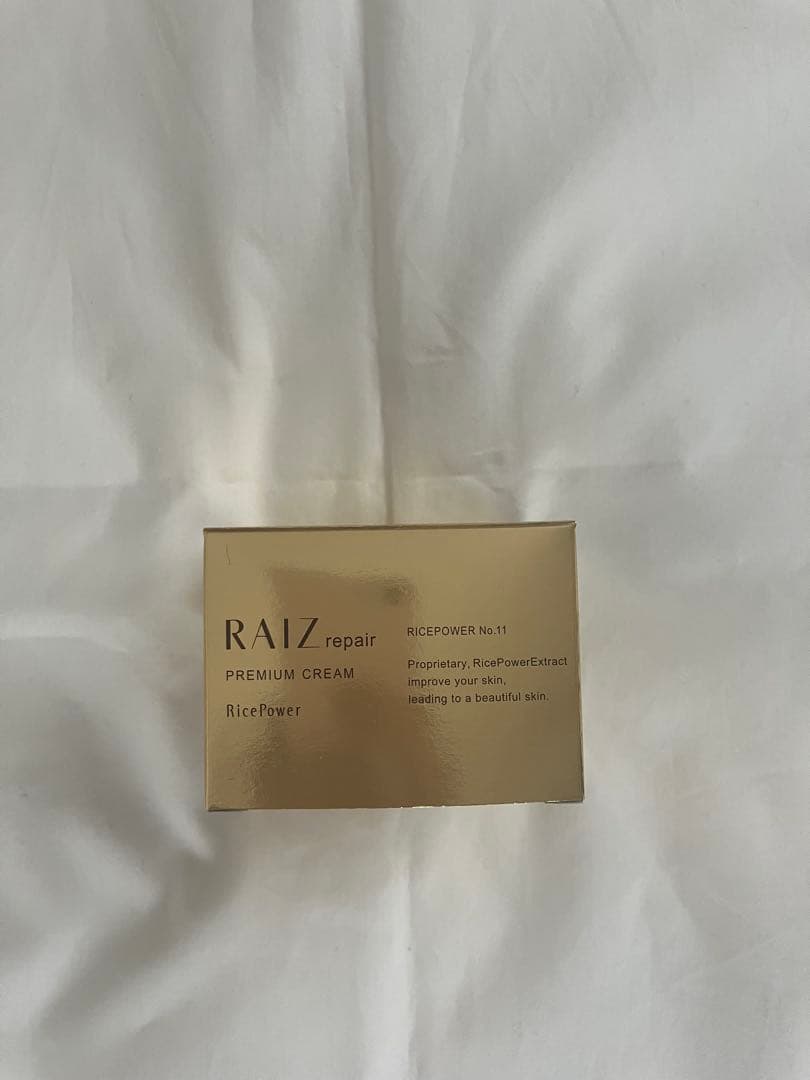 RAIZ repair
PREMIUM CREAM
RicePower
RICEPOWER No.11
Proprietary, RicePowerExtract
improve your skin,
leading to a beautiful skin.